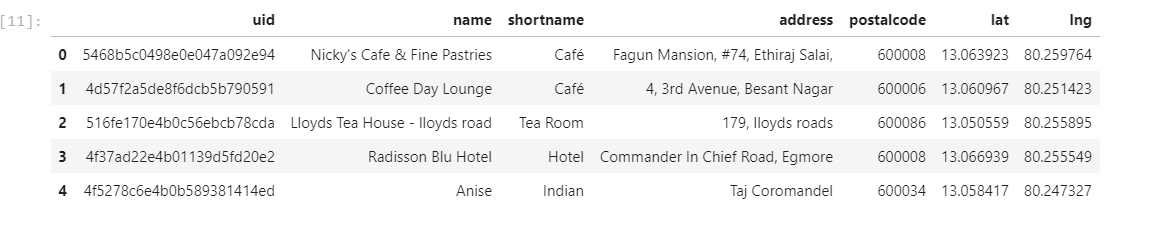 [11]: uid name shortname address postalcode lat lng
0 5468b5c0498e0e047a092e94 Nicky's Cafe & Fine Pastries Café Fagun Mansion, #74, Ethiraj Salai, 600008 13.063923 80.259764
1 4d57f2a5de8f6dcb5b790591 Coffee Day Lounge Café 4, 3rd Avenue, Besant Nagar 600006 13.060967 80.251423
2 516fe170e4b0c56ebcb78cda Lloyds Tea House - lloyds road Tea Room 179, lloyds roads 600086 13.050559 80.255895
3 4f37ad22e4b01139d5fd20e2 Radisson Blu Hotel Hotel Commander In Chief Road, Egmore 600008 13.066939 80.255549
4 4f5278c6e4b0b589381414ed Anise Indian Taj Coromandel 600034 13.058417 80.247327